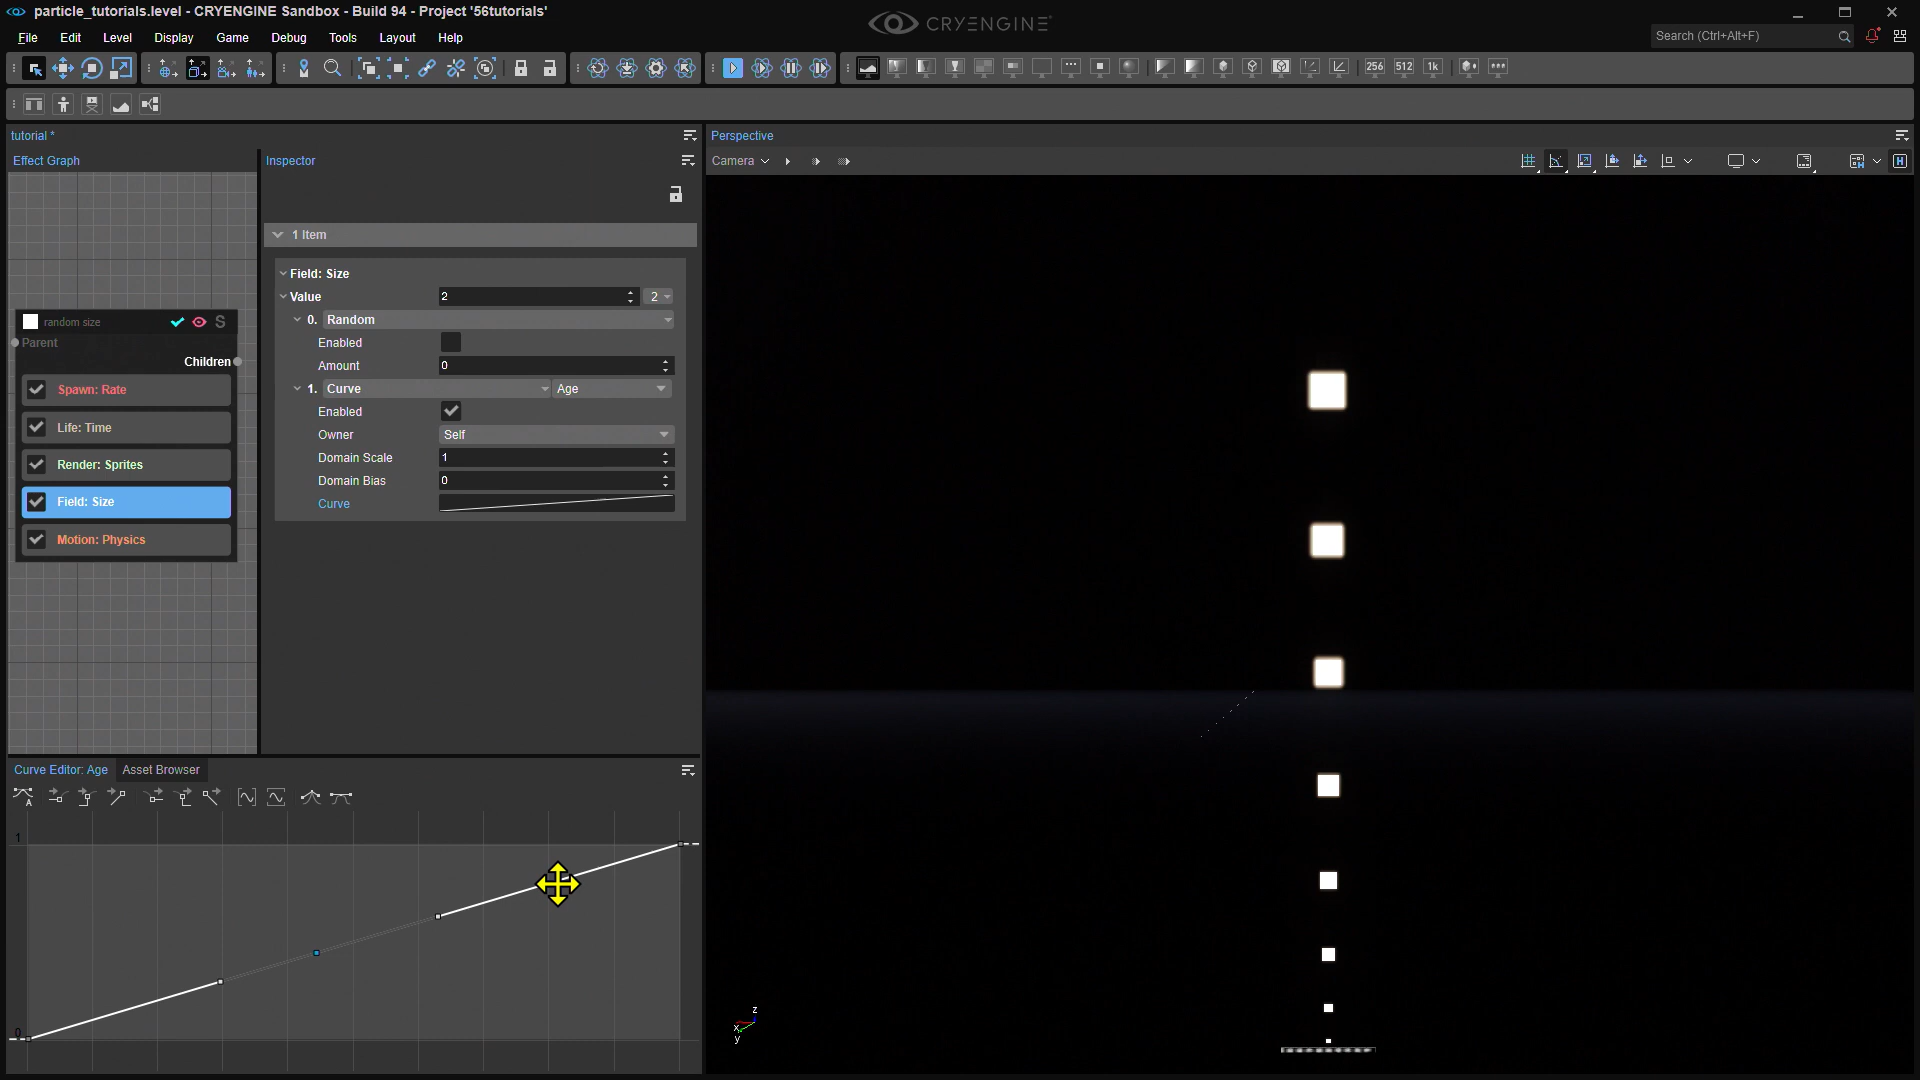 particle_tutorials.level - CRYENGINE Sandbox - Build 94 - Project '56tutorials'
CRYENGINE
File Edit Level Display Game Debug Tools Layout Help
Search (Ctrl+Alt+F)
256 512 1k
tutorial *
Effect Graph
Inspector
Perspective
Camera
1 Item
Field: Size
Value 2 2
0. Random
Enabled
Amount 0
1. Curve Age
Enabled
Owner Self
Domain Scale 1
Domain Bias 0
Curve
random size S
Parent
Children
Spawn: Rate
Life: Time
Render: Sprites
Field: Size
Motion: Physics
Curve Editor: Age Asset Browser
1
0
z
x
y